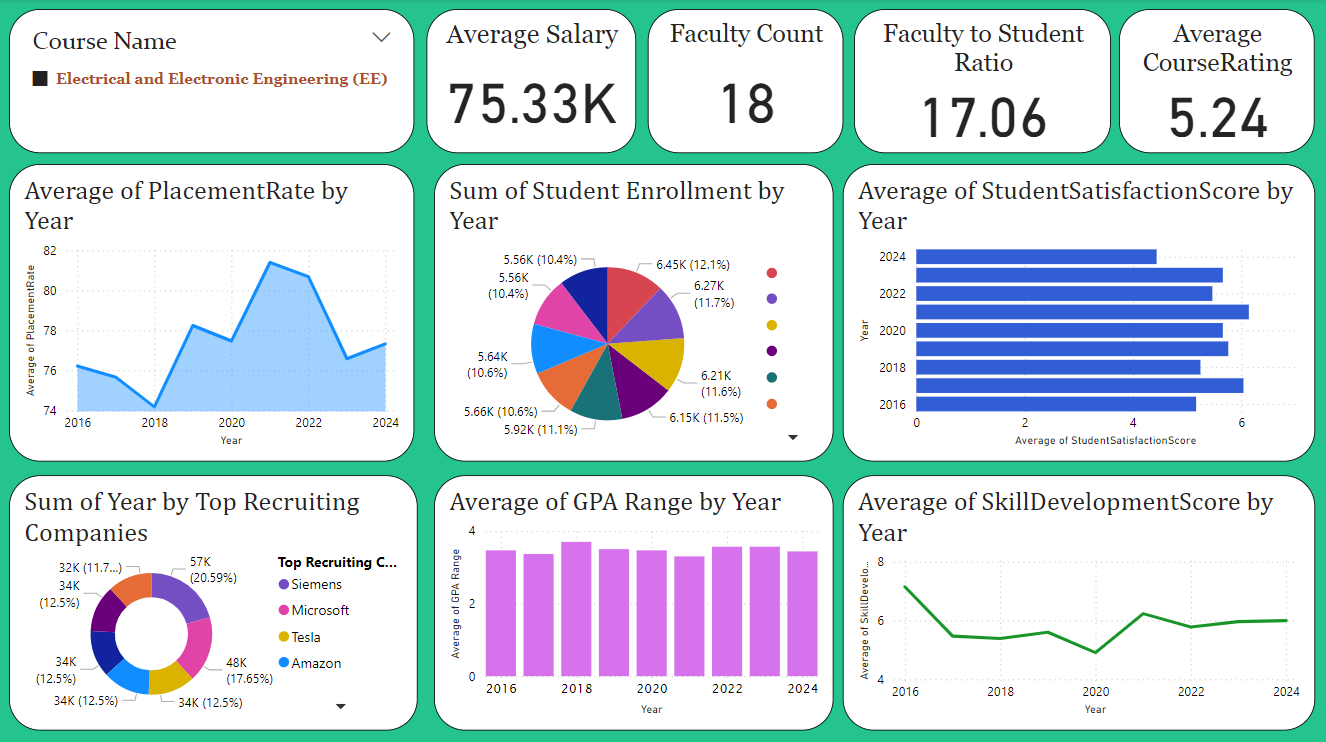 Course Name
Electrical and Electronic Engineering (EE)
Average Salary
75.33K
Faculty Count
18
Faculty to Student
Ratio
17.06
Average
CourseRating
5.24
Average of PlacementRate by
Year
Average of PlacementRate
82
80
78
76
74
2016
2018
2020
2022
2024
Year
Sum of Student Enrollment by
Year
5.56K (10.4%)
6.45K (12.1%)
5.56K
(10.4%)
6.27K
(11.7%)
5.64K
(10.6%)
6.21K
(11.6%)
5.66K (10.6%)
6.15K (11.5%)
5.92K (11.1%)
Average of StudentSatisfactionScore by
Year
Year
2024
2022
2020
2018
2016
0
2
4
6
Average of StudentSatisfactionScore
Sum of Year by Top Recruiting
Companies
32K (11.7...)
57K
(20.59%)
34K
(12.5%)
34K
(12.5%)
48K
(17.65%)
34K (12.5%)
34K (12.5%)
Top Recruiting C...
Siemens
Microsoft
Tesla
Amazon
Average of GPA Range by Year
Average of GPA Range
4
2
0
2016
2018
2020
2022
2024
Year
Average of SkillDevelopmentScore by
Year
Average of SkillDevelo...
8
6
4
2016
2018
2020
2022
2024
Year